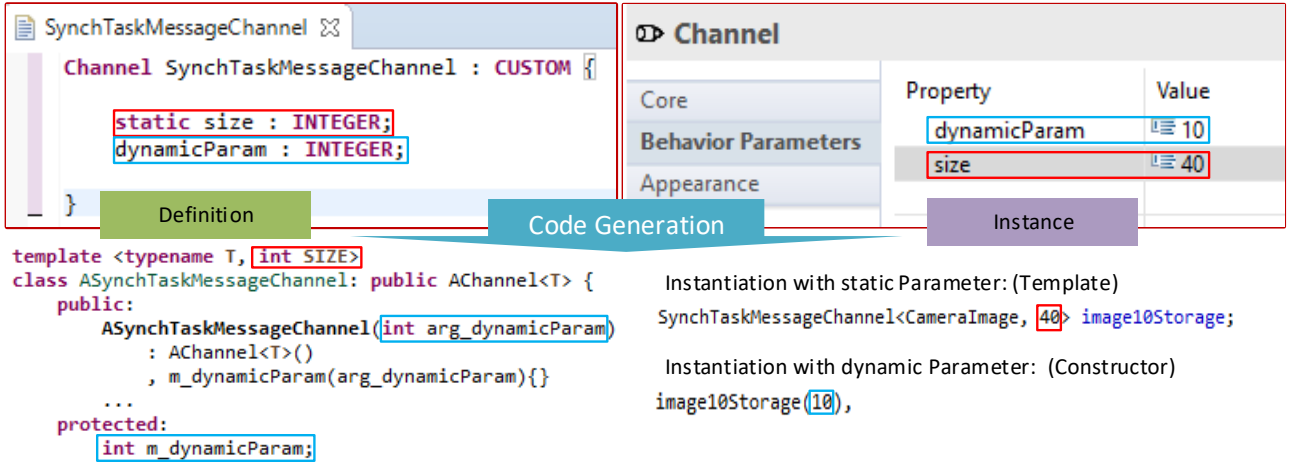 SynchTaskMessageChannel
Channel SynchTaskMessageChannel : CUSTOM {
static size : INTEGER;
dynamicParam : INTEGER;
}
Channel
Core
Behavior Parameters
Appearance
Property Value
dynamicParam 10
size 40
Definition
Code Generation
Instance
template <typename T, int SIZE>
class ASynchTaskMessageChannel: public AChannel<T> {
public:
ASynchTaskMessageChannel(int arg_dynamicParam)
: AChannel<T>()
, m_dynamicParam(arg_dynamicParam){}
...
protected:
int m_dynamicParam;
Instantiation with static Parameter: (Template)
SynchTaskMessageChannel<CameraImage, 40> image10Storage;
Instantiation with dynamic Parameter: (Constructor)
image10Storage(10),